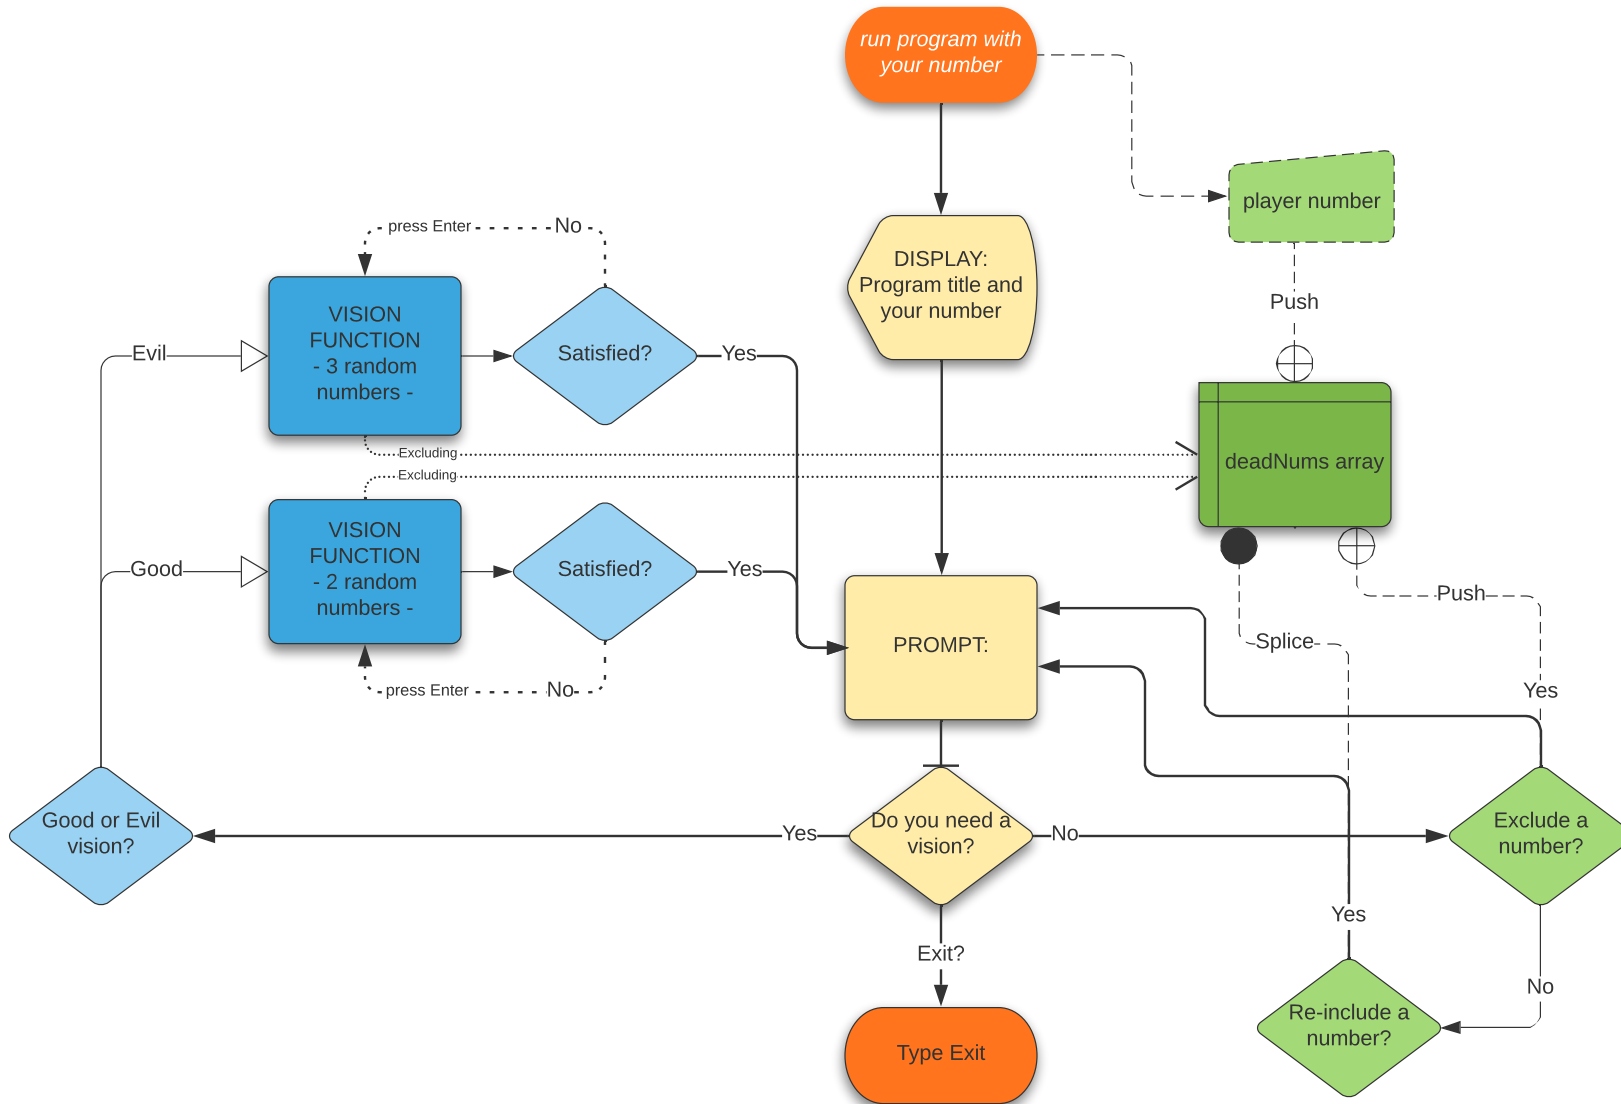 run program with
your number
player number
Push
DISPLAY:
Program title and
your number
press Enter
No
VISION
FUNCTION
- 3 random
numbers -
Satisfied?
Yes
Evil
Excluding
Excluding
deadNums array
VISION
FUNCTION
- 2 random
numbers -
Satisfied?
Yes
Good
press Enter
No
PROMPT:
Push
Splice
Yes
Good or Evil
vision?
Yes
Do you need a
vision?
No
Exclude a
number?
Yes
Exit?
No
Re-include a
number?
Type Exit